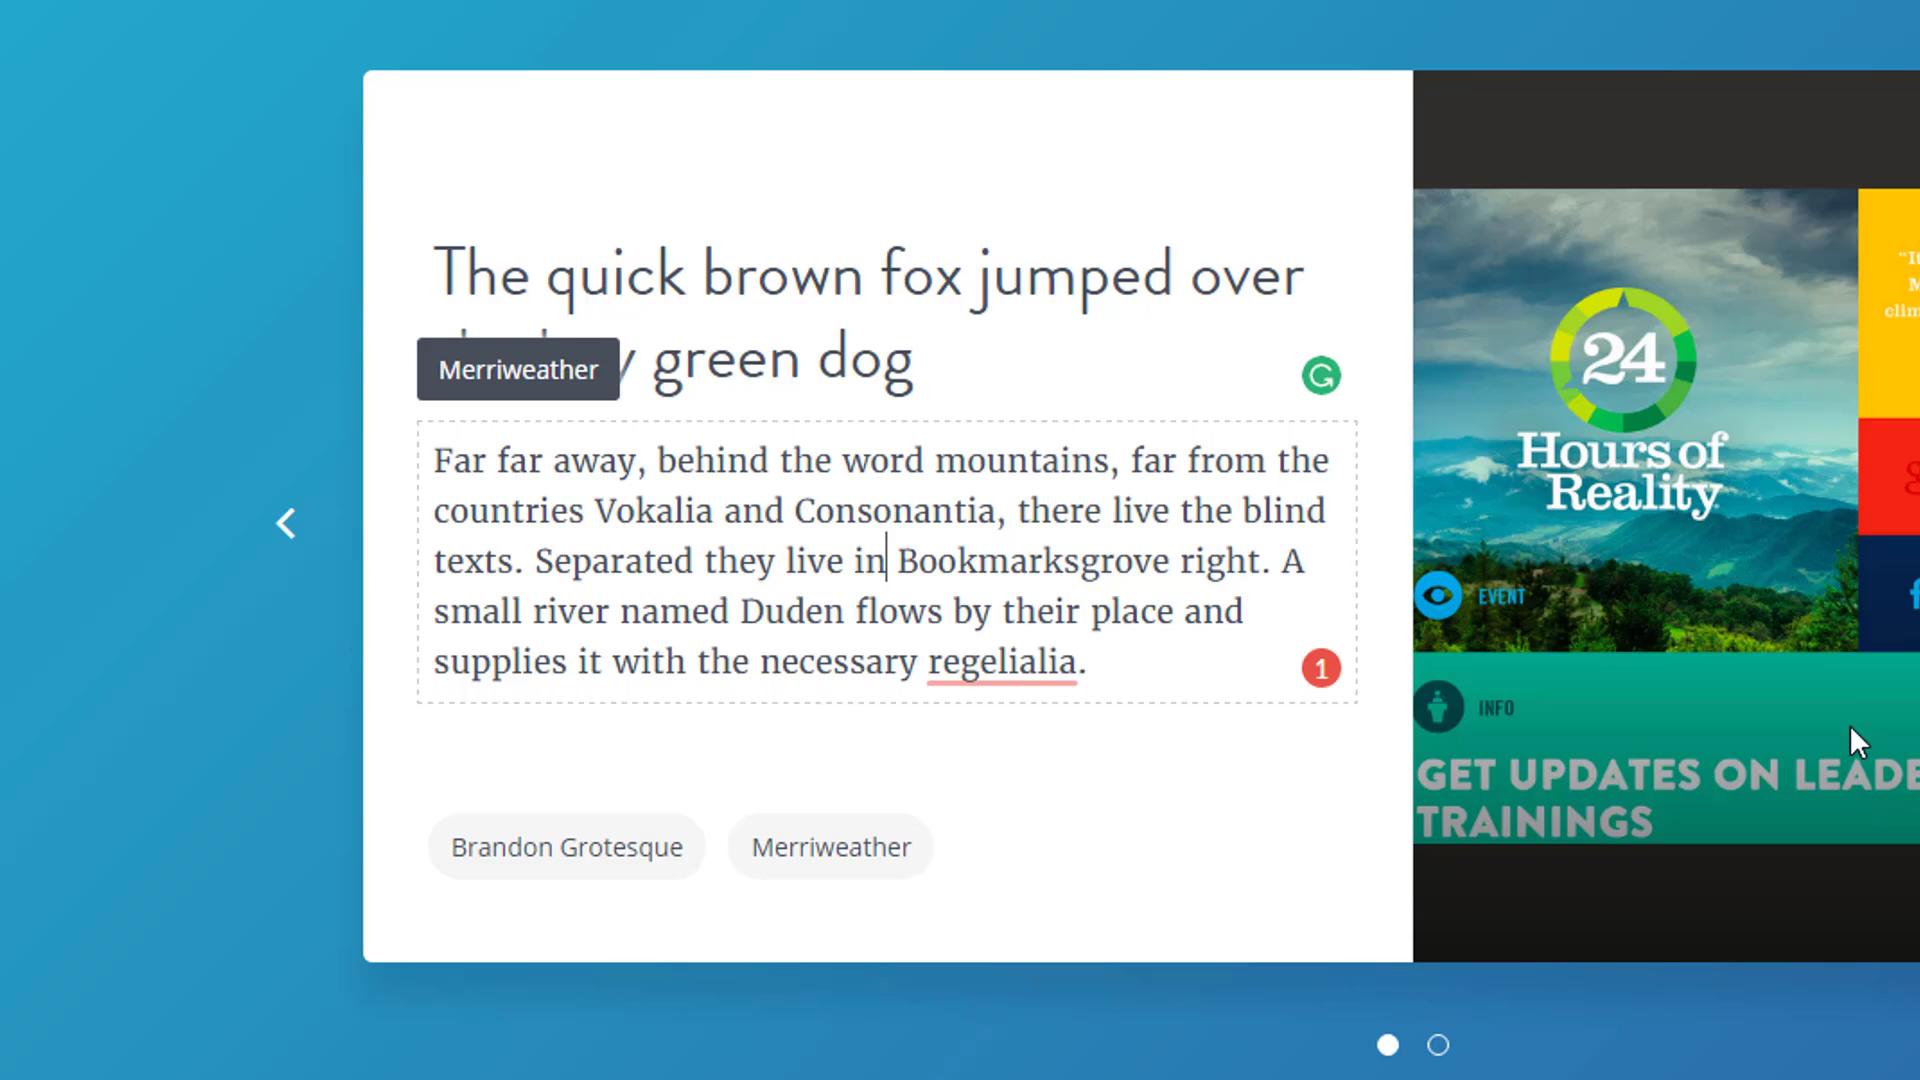 The quick brown fox jumped over
green dog
Merriweather
Far far away, behind the word mountains, far from the
countries Vokalia and Consonantia, there live the blind
texts. Separated they live in Bookmarksgrove right. A
small river named Duden flows by their place and
supplies it with the necessary regelialia.
1
Brandon Grotesque
Merriweather
24
Hours of
Reality
EVENT
INFO
GET UPDATES ON
TRAININGS